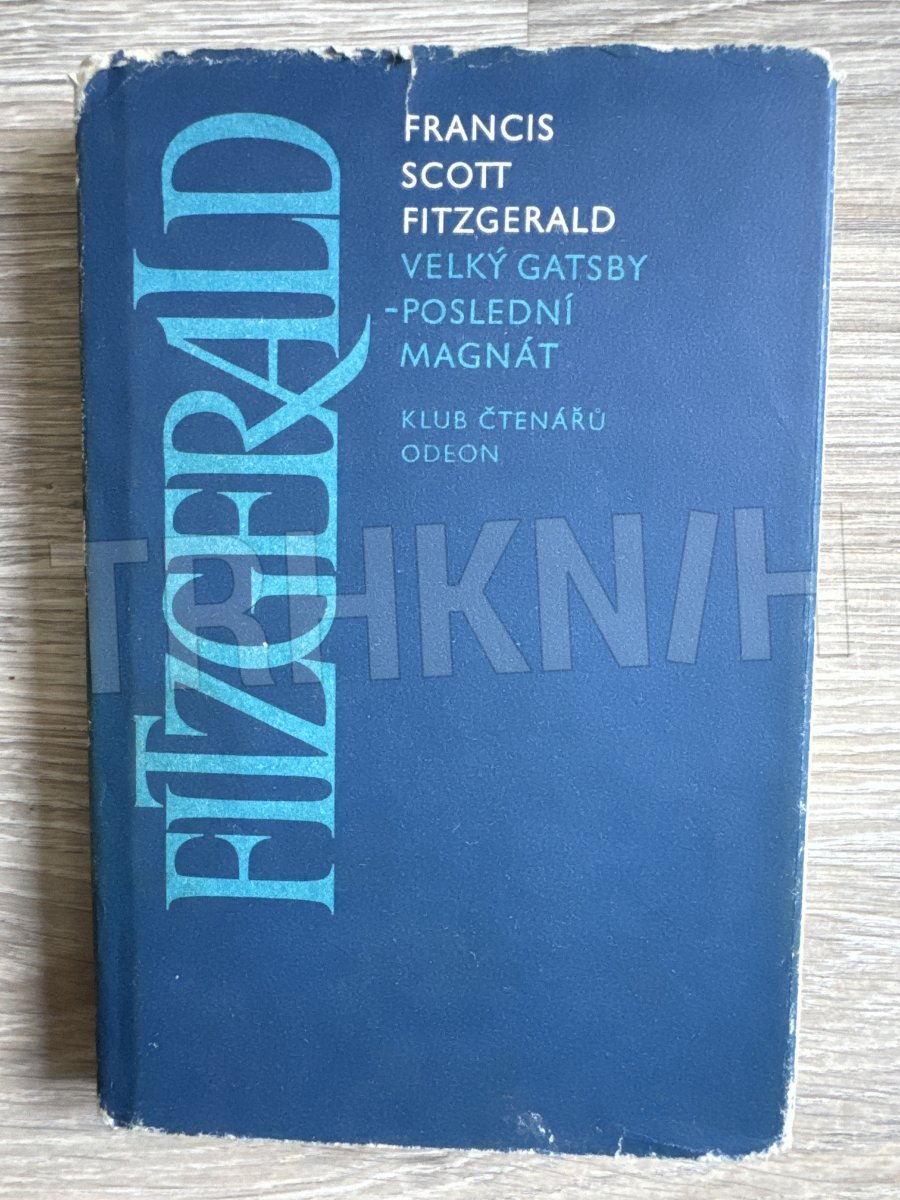 FITZGERALD
FRANCIS
SCOTT
FITZGERALD
VELKÝ GATSBY
-POSLEDNÍ
MAGNÁT
KLUB ČTENÁŘŮ
ODEON
TRHKNIH